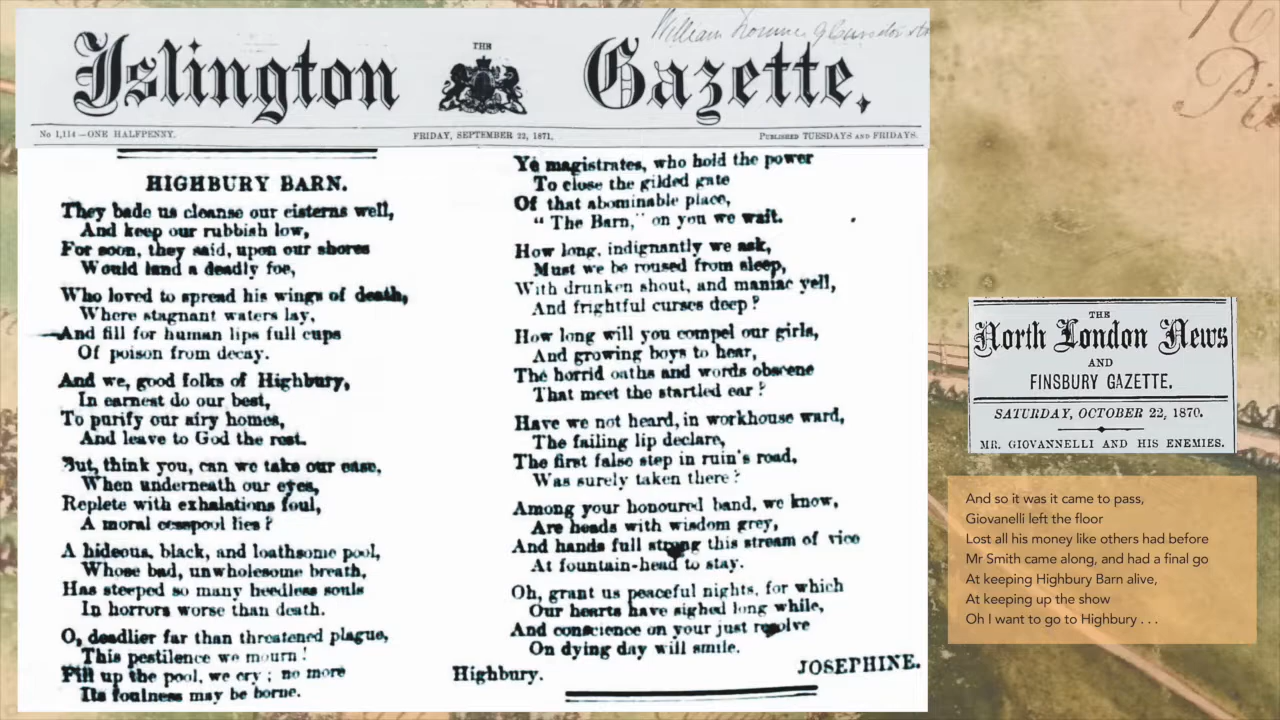 THE
Islington Gazette.
No 1,114—ONE HALFPENNY. FRIDAY, SEPTEMBER 22, 1871. PUBLISHED TUESDAYS AND FRIDAYS.
HIGHBURY BARN.
They bade us cleanse our cisterns well,
And keep our rubbish low,
For soon, they said, upon our shores
Would land a deadly foe,
Who loved to spread his wings of death,
Where stagnant waters lay,
And fill for human lips full cups
Of poison from decay.
And we, good folks of Highbury,
In earnest do our best,
To purify our airy homes,
And leave to God the rest.
But, think you, can we take our ease,
When underneath our eyes,
Replete with exhalations foul,
A moral cesspool lies?
A hideous, black, and loathsome pool,
Whose bad, unwholesome breath,
Has steeped so many heedless souls
In horrors worse than death.
O, deadlier far than threatened plague,
This pestilence we mourn!
Fill up the pool, we cry; no more
Its foulness may be borne.
Ye magistrates, who hold the power
To close the gilded gate
Of that abominable place,
"The Barn," on you we wait.
How long, indignantly we ask,
Must we be roused from sleep,
With drunken shout, and maniac yell,
And frightful curses deep?
How long will you compel our girls,
And growing boys to hear,
The horrid oaths and words obscene
That meet the startled ear?
Have we not heard, in workhouse ward,
The failing lip declare,
The first false step in ruin's road,
Was surely taken there?
Among your honoured band, we know,
Are heads with wisdom grey,
And hands full strong this stream of vice
At fountain-head to stay.
Oh, grant us peaceful nights, for which
Our hearts have sighed long while,
And conscience on your just resolve
On dying day will smile.
Highbury. JOSEPHINE.
THE
North London News
AND
FINSBURY GAZETTE.
SATURDAY, OCTOBER 22, 1870.
MR. GIOVANNELLI AND HIS ENEMIES.
And so it was it came to pass,
Giovanelli left the floor
Lost all his money like others had before
Mr Smith came along, and had a final go
At keeping Highbury Barn alive,
At keeping up the show
Oh I want to go to Highbury . . .